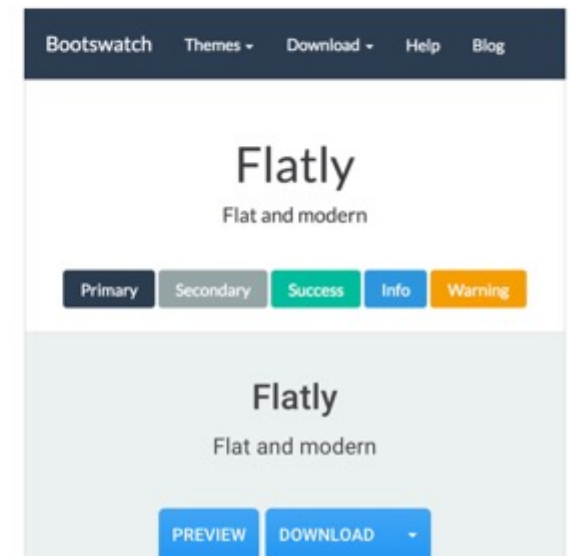 Bootswatch Themes Download Help Blog
Flatly
Flat and modern
Primary Secondary Success Info Warning
Flatly
Flat and modern
PREVIEW DOWNLOAD